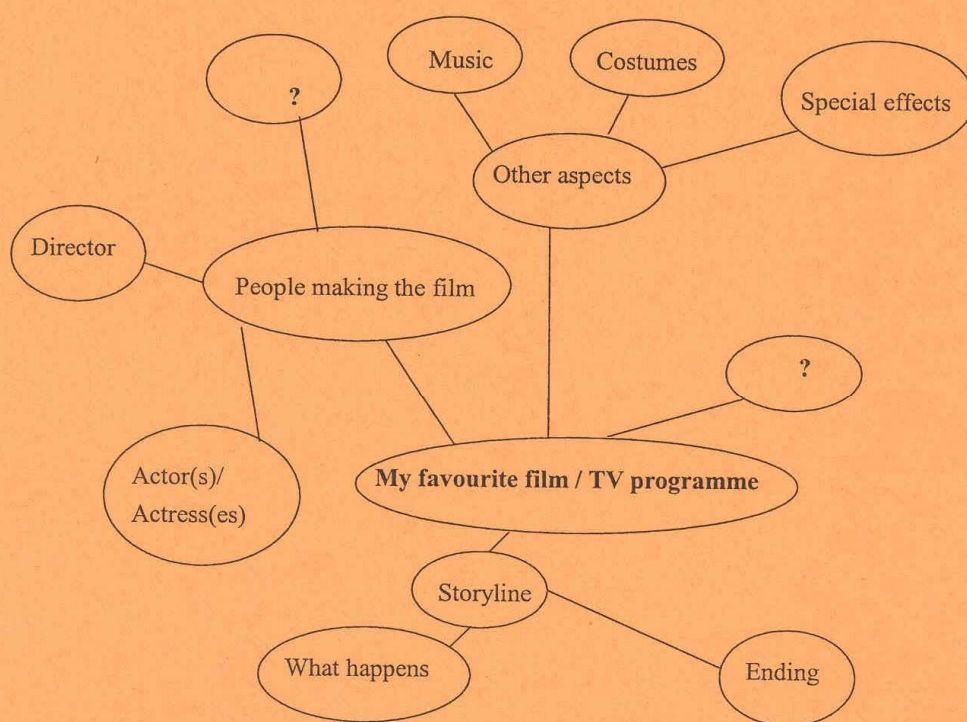 Music
Costumes
?
Special effects
Other aspects
Director
People making the film
?
Actor(s)/
Actress(es)
My favourite film / TV programme
Storyline
What happens
Ending